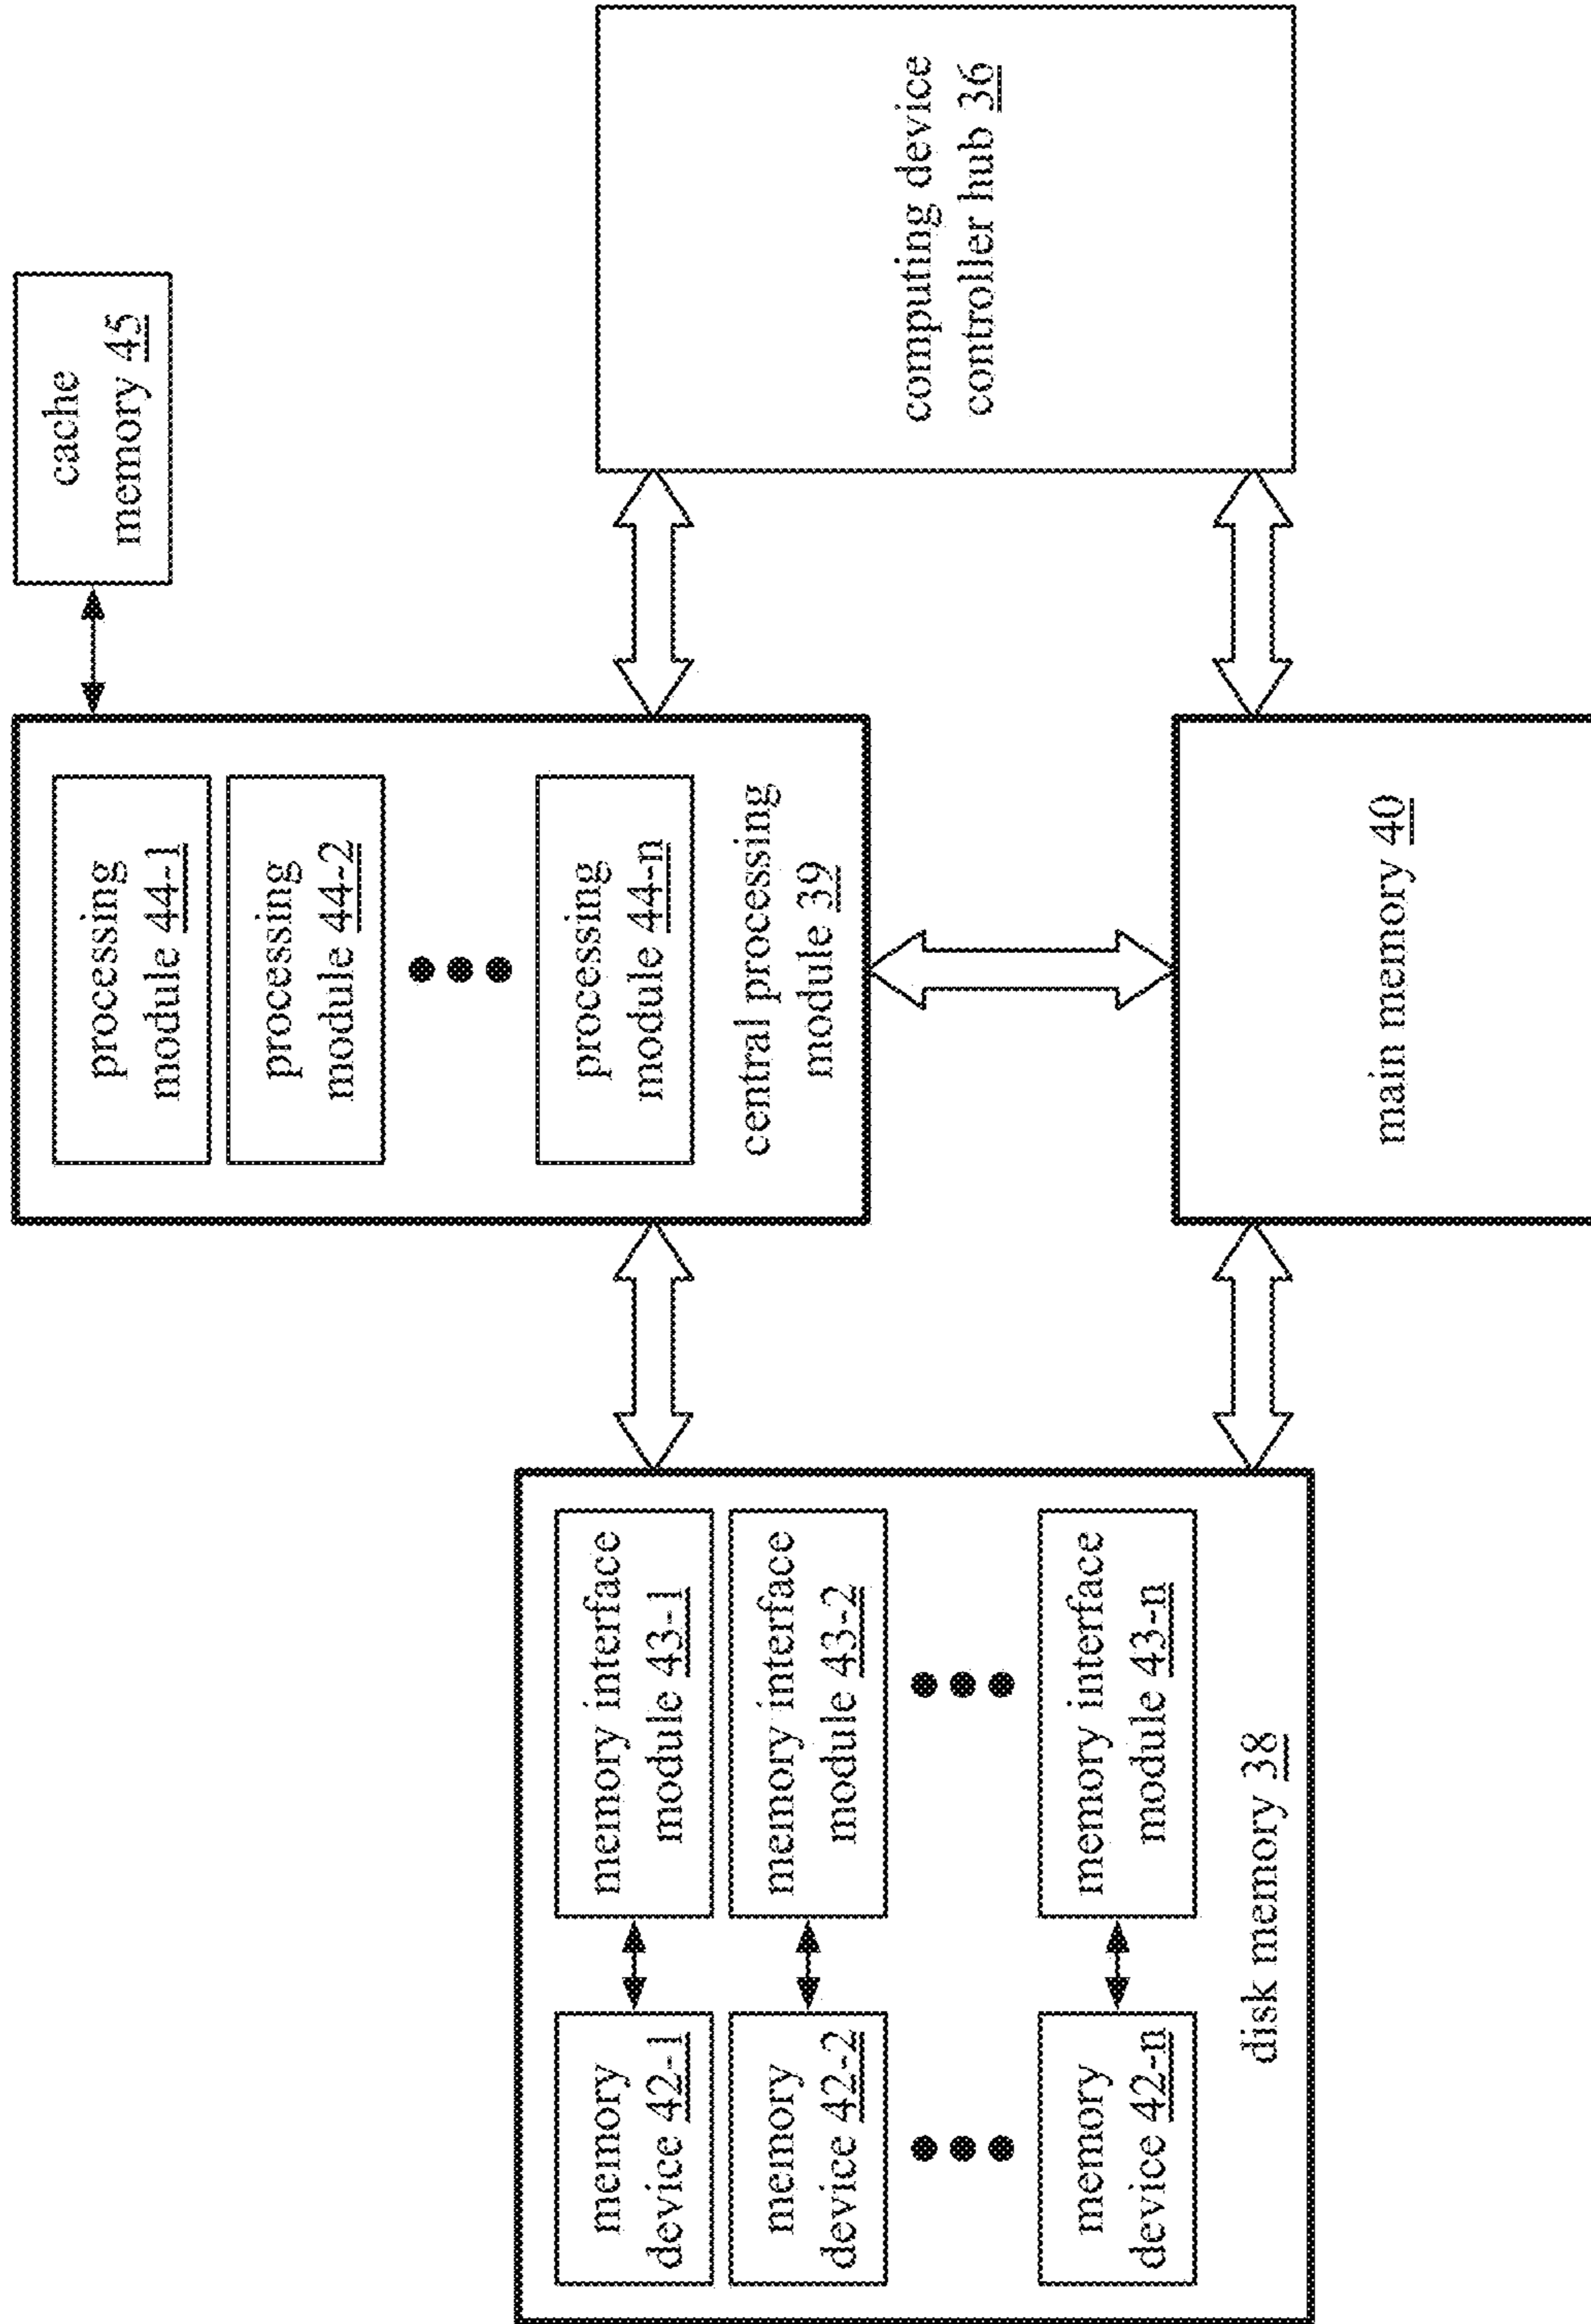 memory
device 42-1
memory interface
module 43-1
memory
device 42-2
memory interface
module 43-2
memory
device 42-n
memory interface
module 43-n
disk memory 38
processing
module 44-1
processing
module 44-2
processing
module 44-n
central processing
module 39
cache
memory 45
main memory 40
computing device
controller hub 36